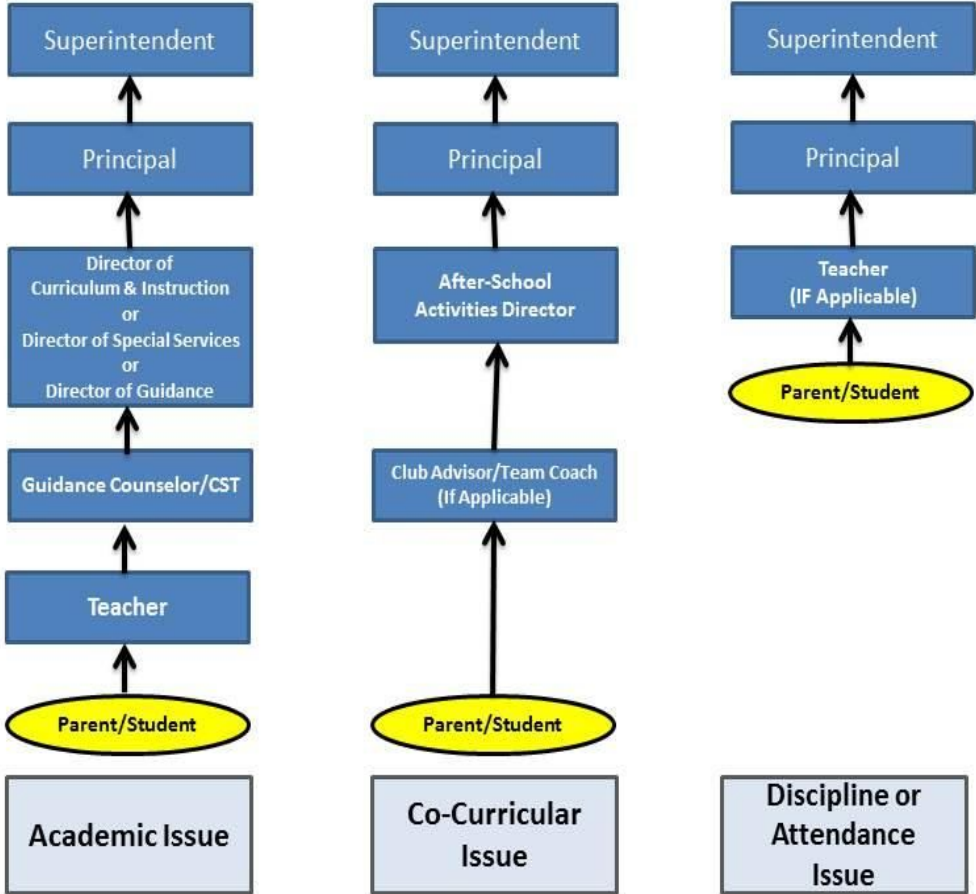 Superintendent
Principal
Director of
Curriculum & Instruction
or
Director of Special Services
or
Director of Guidance
Guidance Counselor/CST
Teacher
Parent/Student
Academic Issue
Superintendent
Principal
After-School
Activities Director
Club Advisor/Team Coach
(If Applicable)
Parent/Student
Co-Curricular
Issue
Superintendent
Principal
Teacher
(IF Applicable)
Parent/Student
Discipline or
Attendance
Issue